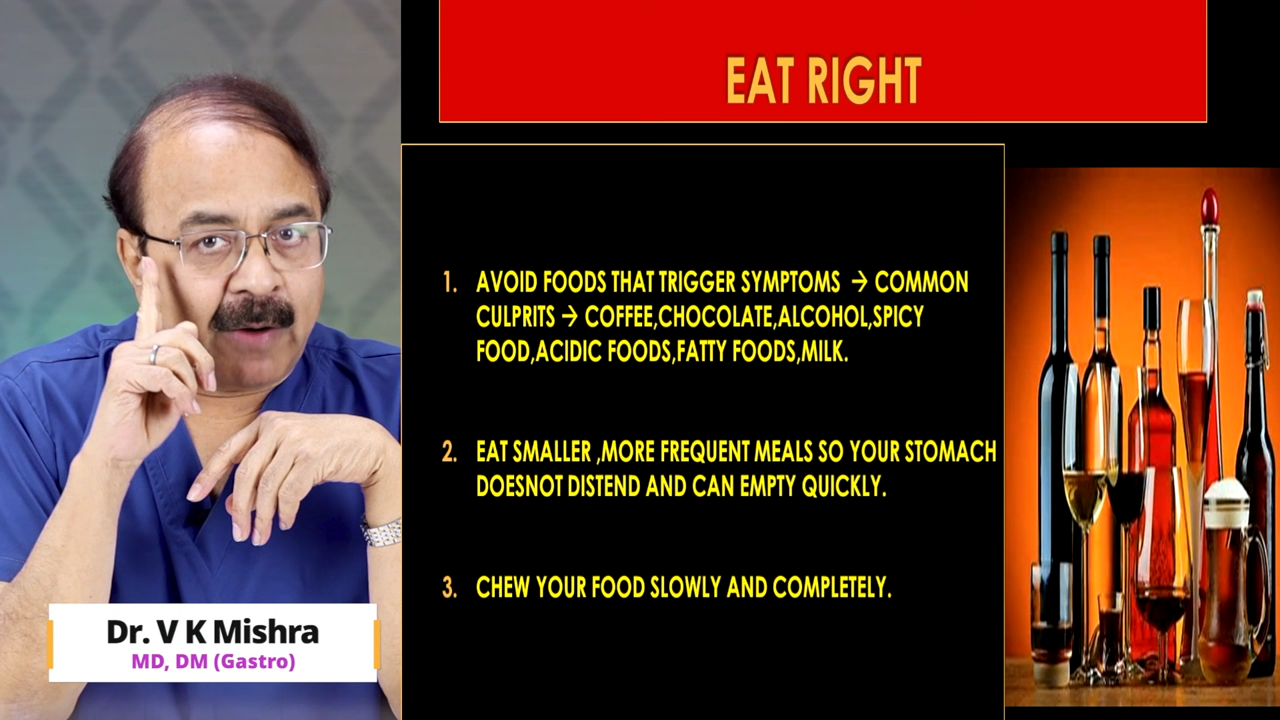 EAT RIGHT
1. AVOID FOODS THAT TRIGGER SYMPTOMS → COMMON
CULPRITS → COFFEE,CHOCOLATE,ALCOHOL,SPICY
FOOD,ACIDIC FOODS,FATTY FOODS,MILK.
2. EAT SMALLER ,MORE FREQUENT MEALS SO YOUR STOMACH
DOESNOT DISTEND AND CAN EMPTY QUICKLY.
3. CHEW YOUR FOOD SLOWLY AND COMPLETELY.
Dr. V K Mishra
MD, DM (Gastro)